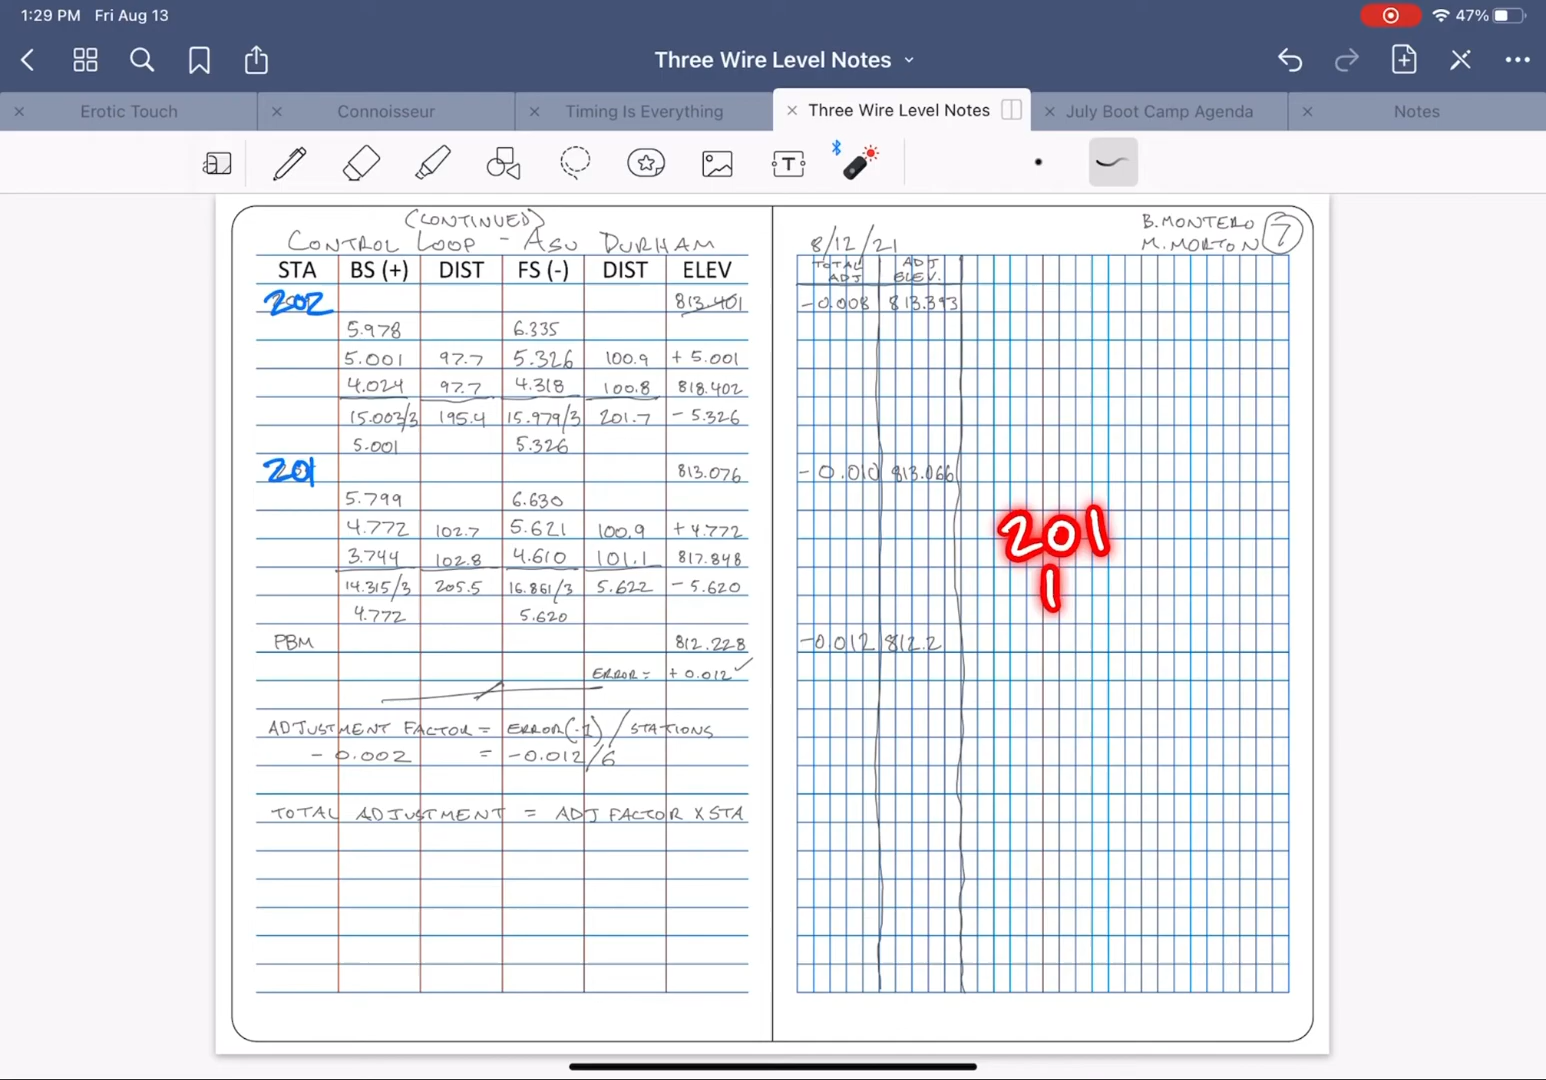 1:29 PM Fri Aug 13
47%
Three Wire Level Notes
Erotic Touch
Connoisseur
Timing Is Everything
Three Wire Level Notes
July Boot Camp Agenda
Notes
(CONTINUED)
CONTROL LOOP - ASU DURHAM
STA BS (+) DIST FS (-) DIST ELEV
202 813.401
5.978 6.335
5.001 97.7 5.326 100.9 + 5.001
4.024 97.7 4.318 100.8 818.402
15.003/3 195.4 15.979/3 201.7 - 5.326
5.001 5.326
201 813.076
5.799 6.630
4.772 102.7 5.621 100.9 + 4.772
3.744 102.8 4.610 101.1 817.848
14.315/3 205.5 16.861/3 5.622 - 5.620
4.772 5.620
PBM 812.228
ERROR = + 0.012 ✓
ADJUSTMENT FACTOR = ERROR(-1) / STATIONS
- 0.002 = -0.012/6
TOTAL ADJUSTMENT = ADJ FACTOR X STA
8/12/21
B. MONTERO
M. MORTON
7
TOTAL ADJ
ADJ ELEV.
-0.008 813.393
-0.010 813.066
201
1
-0.012 812.2